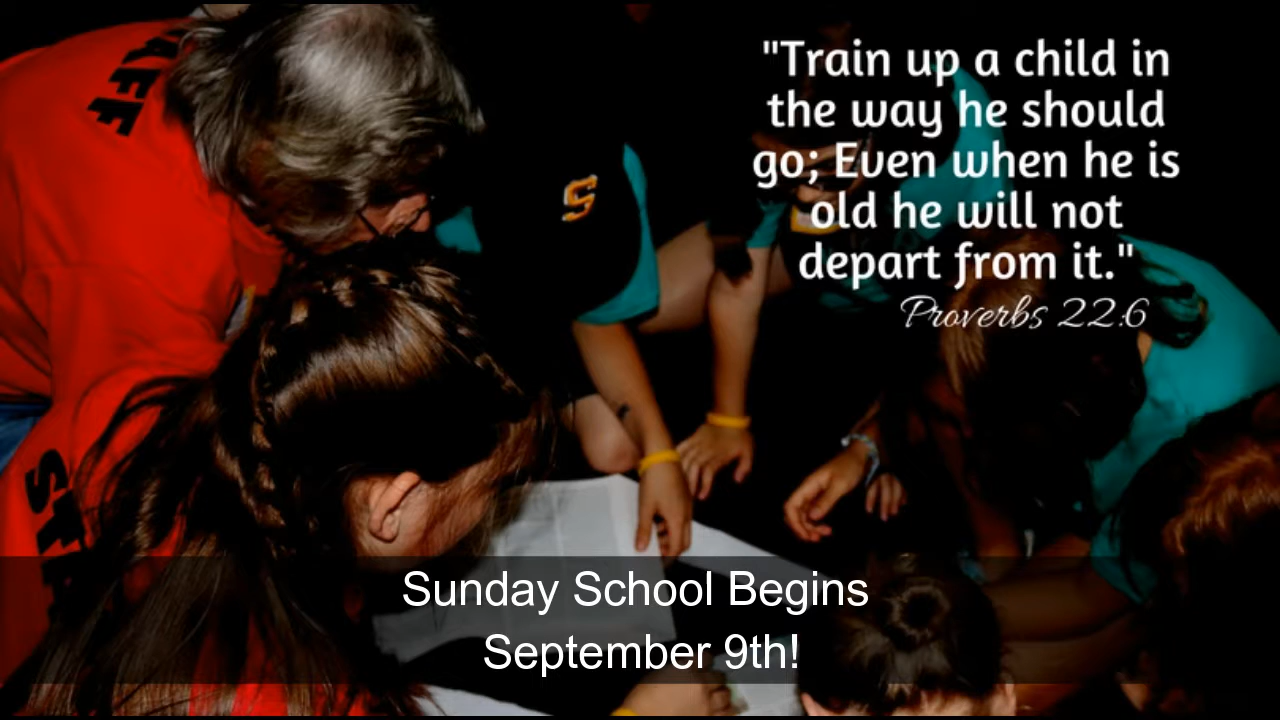 "Train up a child in
the way he should
go; Even when he is
old he will not
depart from it."
Proverbs 22:6
AFF
S
Sunday School Begins
September 9th!